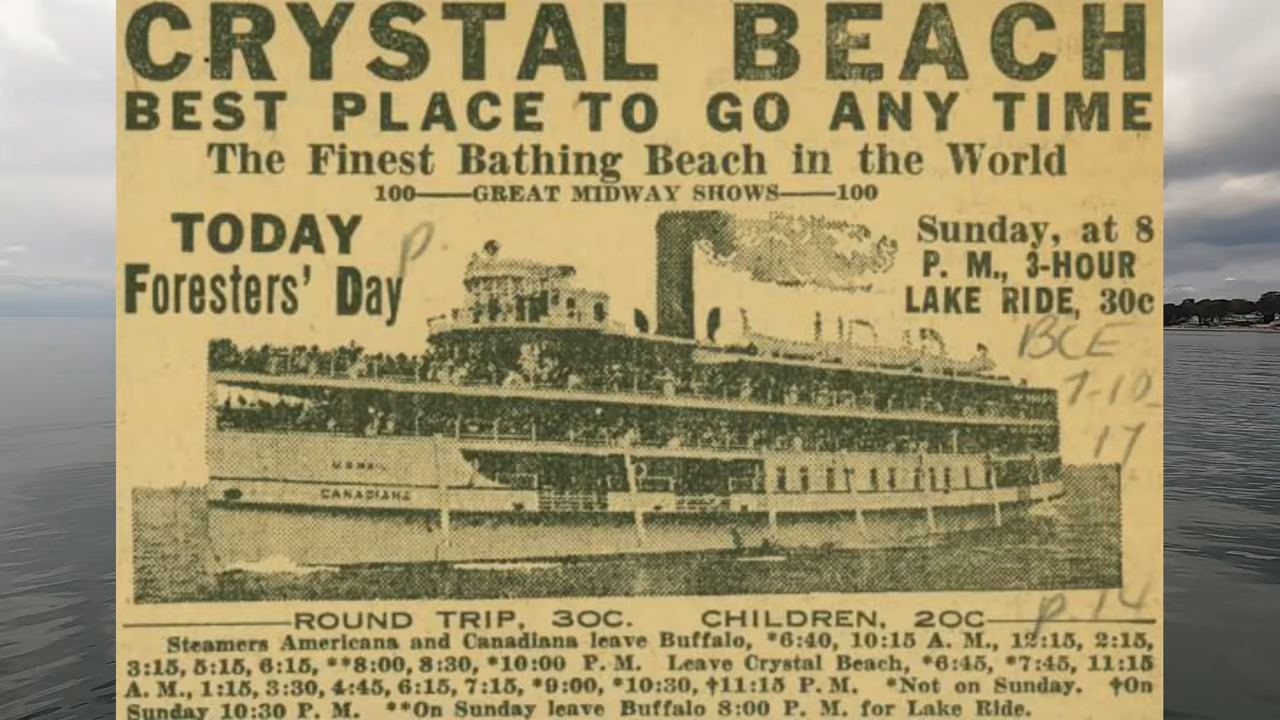 CRYSTAL BEACH
BEST PLACE TO GO ANY TIME
The Finest Bathing Beach in the World
100——GREAT MIDWAY SHOWS——100
TODAY
Foresters' Day
P
Sunday, at 8
P. M., 3-HOUR
LAKE RIDE, 30c
BCE
7-10
17
U.S. MAIL
CANADIANA
p. 14
ROUND TRIP, 30C. CHILDREN, 20C
Steamers Americana and Canadiana leave Buffalo, *6:40, 10:15 A. M., 12:15, 2:15,
3:15, 5:15, 6:15, **8:00, 8:30, *10:00 P. M. Leave Crystal Beach, *6:45, *7:45, 11:15
A. M., 1:15, 3:30, 4:45, 6:15, 7:15, *9:00, *10:30, †11:15 P. M. *Not on Sunday. †On
Sunday 10:30 P. M. **On Sunday leave Buffalo 8:00 P. M. for Lake Ride.